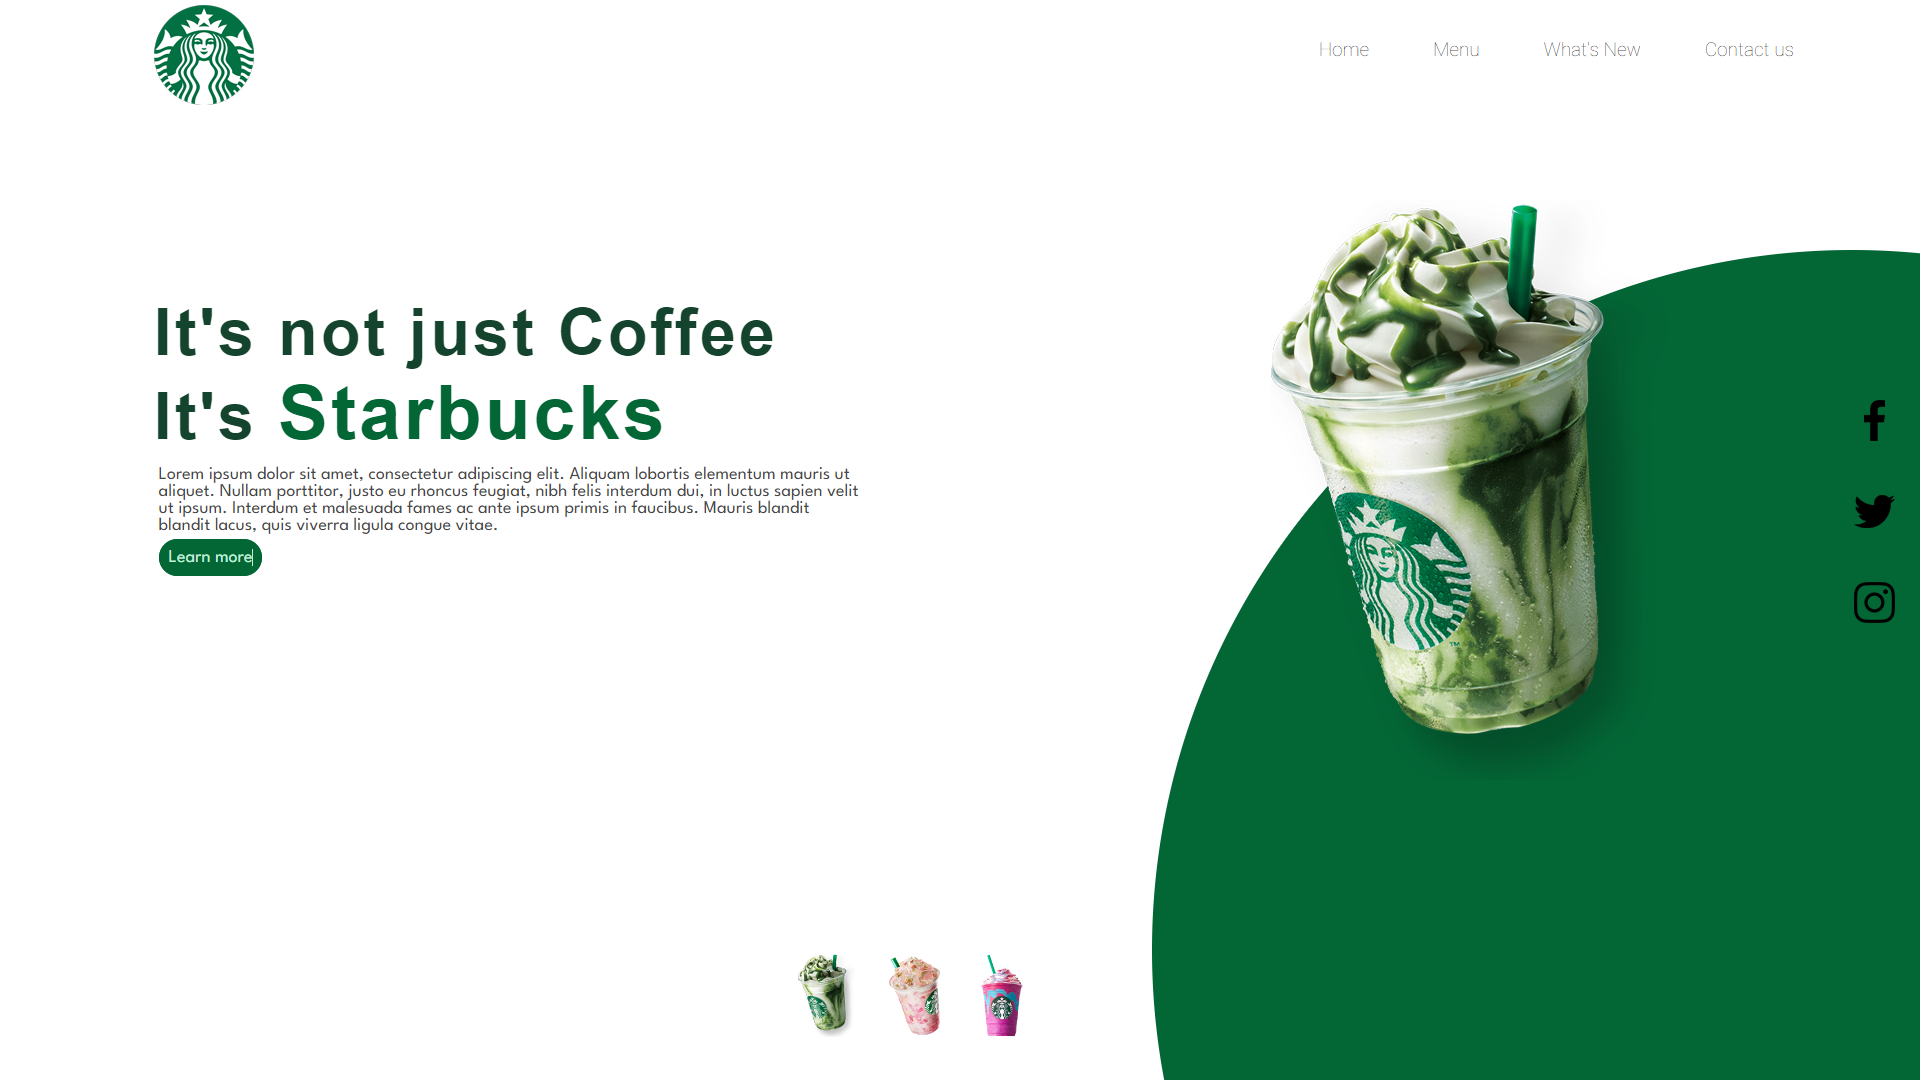 Home
Menu
What's New
Contact us
It's not just Coffee
It's Starbucks
Lorem ipsum dolor sit amet, consectetur adipiscing elit. Aliquam lobortis elementum mauris ut
aliquet. Nullam porttitor, justo eu rhoncus feugiat, nibh felis interdum dui, in luctus sapien velit
ut ipsum. Interdum et malesuada fames ac ante ipsum primis in faucibus. Mauris blandit
blandit lacus, quis viverra ligula congue vitae.
Learn more
TM